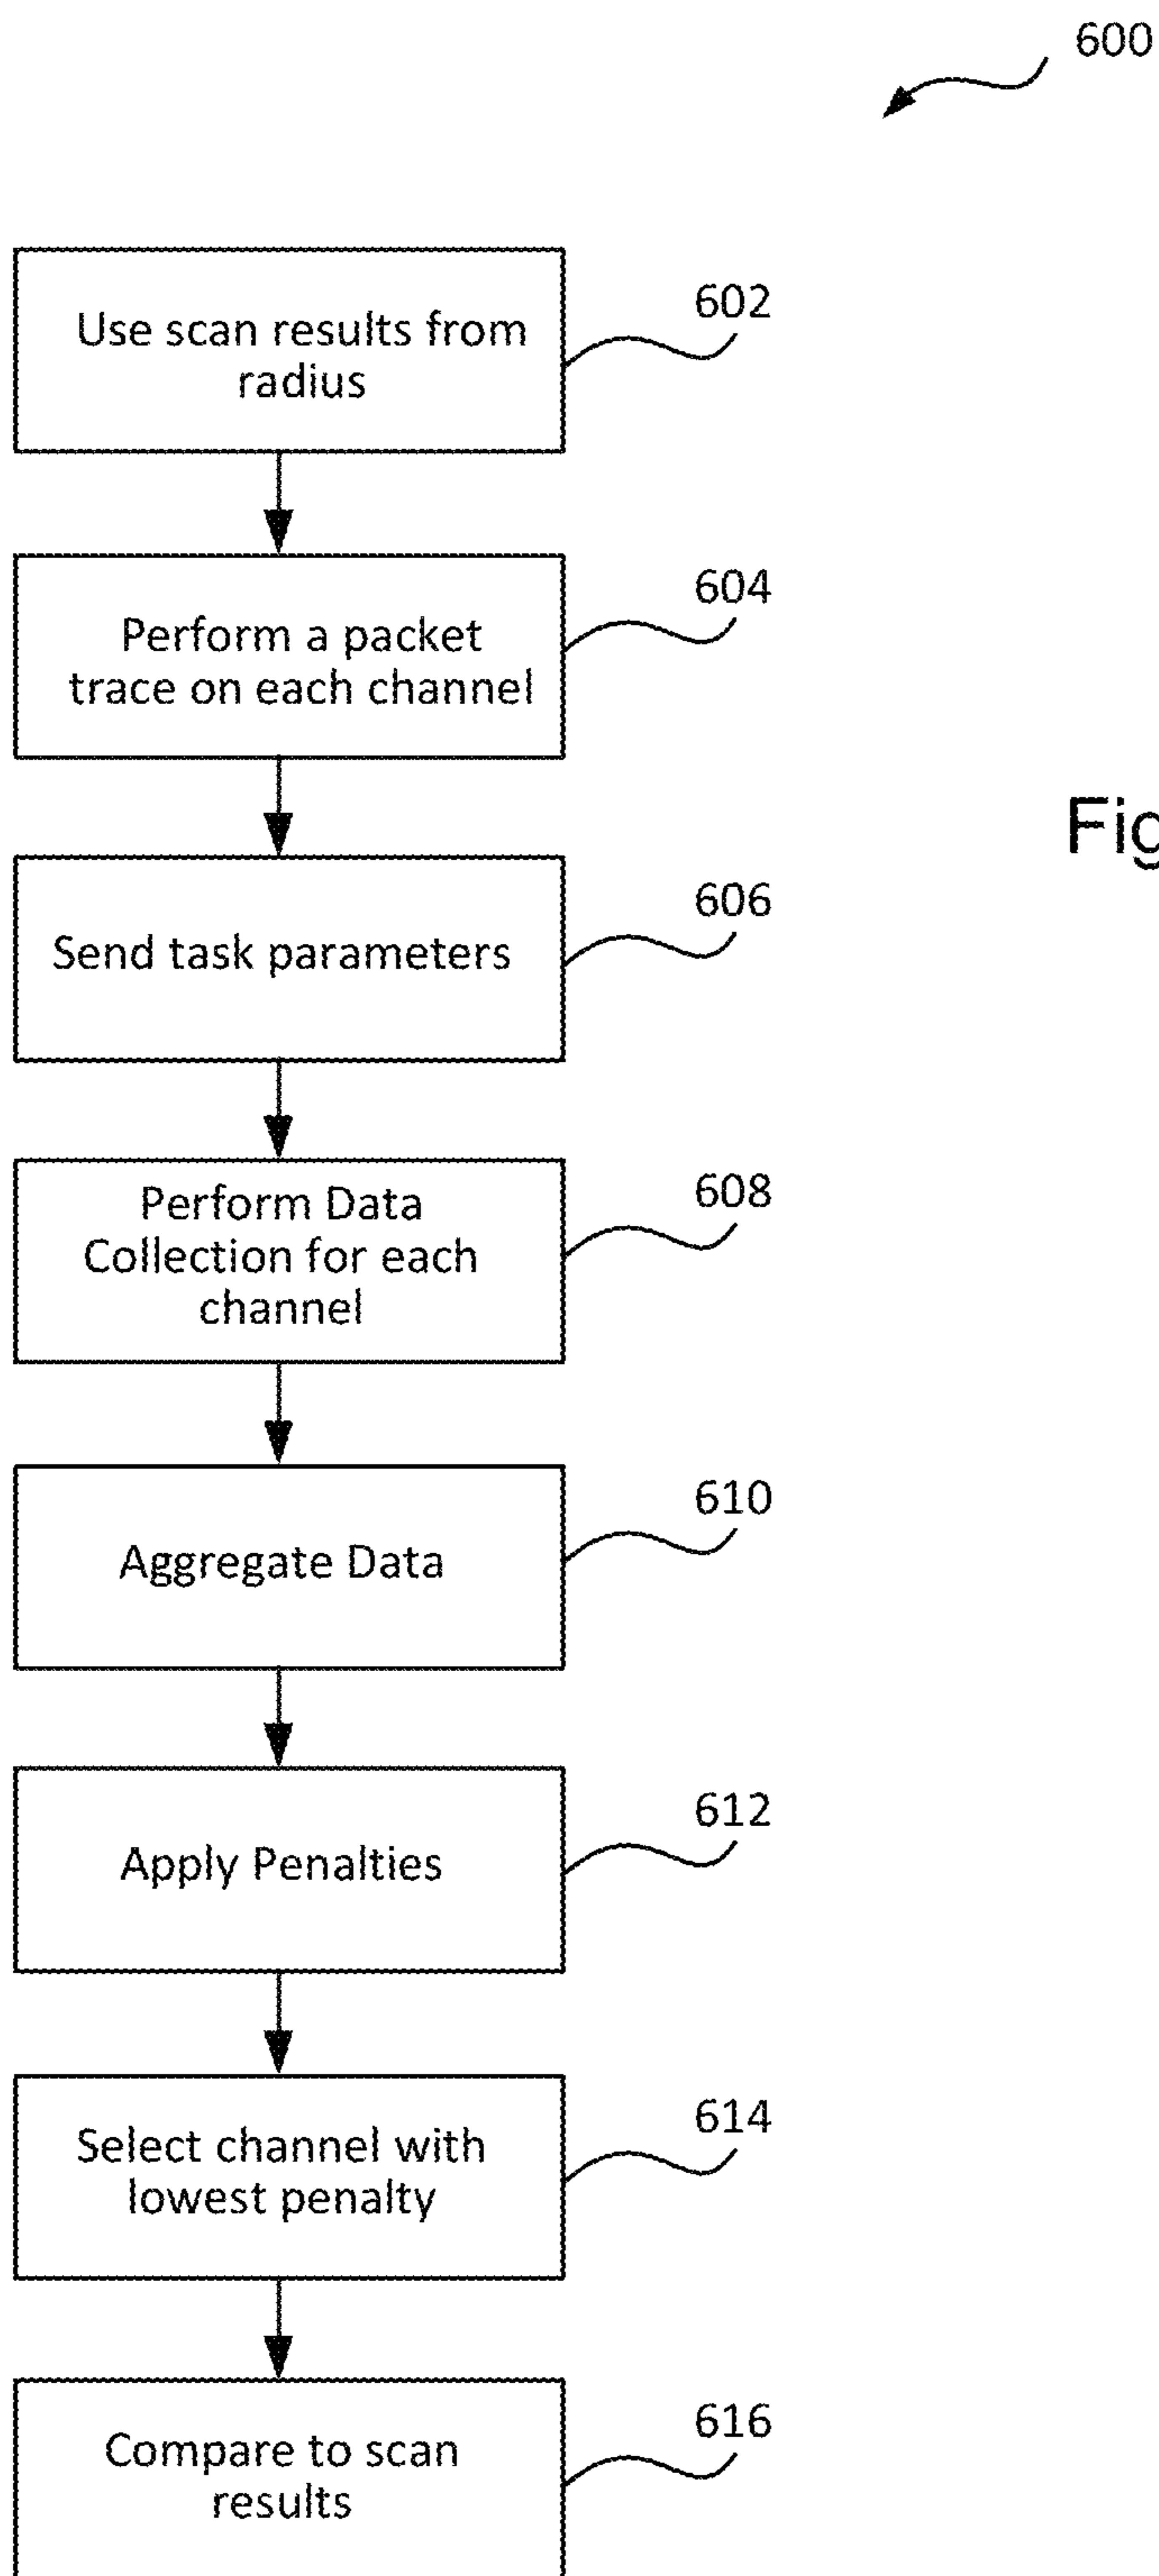 600
Use scan results from
radius
602
Perform a packet
trace on each channel
604
Fig
Send task parameters
606
Perform Data
Collection for each
channel
608
Aggregate Data
610
Apply Penalties
612
Select channel with
lowest penalty
614
Compare to scan
results
616